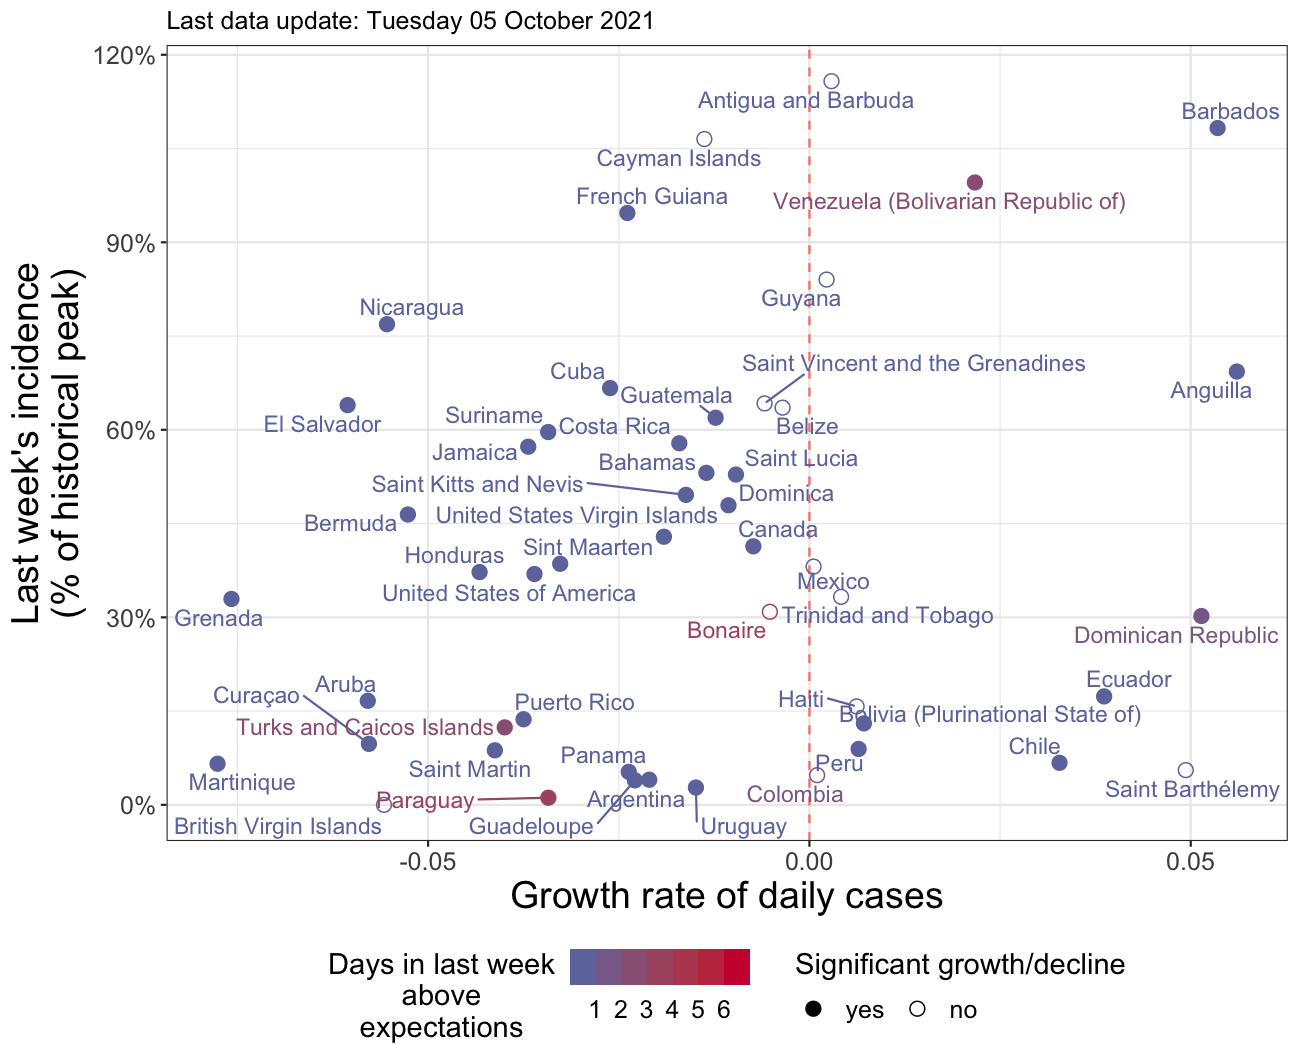 Last data update: Tuesday 05 October 2021
120%
90%
60%
30%
0%
Last week's incidence
(% of historical peak)
Antigua and Barbuda
Barbados
Cayman Islands
French Guiana
Venezuela (Bolivarian Republic of)
Guyana
Nicaragua
Saint Vincent and the Grenadines
Cuba
Guatemala
Anguilla
El Salvador
Suriname
Costa Rica
Belize
Jamaica
Bahamas
Saint Lucia
Saint Kitts and Nevis
Dominica
Bermuda
United States Virgin Islands
Canada
Honduras
Sint Maarten
Mexico
United States of America
Grenada
Trinidad and Tobago
Bonaire
Dominican Republic
Ecuador
Aruba
Curaçao
Puerto Rico
Haiti
Bolivia (Plurinational State of)
Turks and Caicos Islands
Chile
Panama
Peru
Saint Martin
Martinique
Saint Barthélemy
Paraguay
Argentina
Colombia
British Virgin Islands
Guadeloupe
Uruguay
-0.05
0.00
0.05
Growth rate of daily cases
Days in last week
above
expectations
1 2 3 4 5 6
Significant growth/decline
yes
no